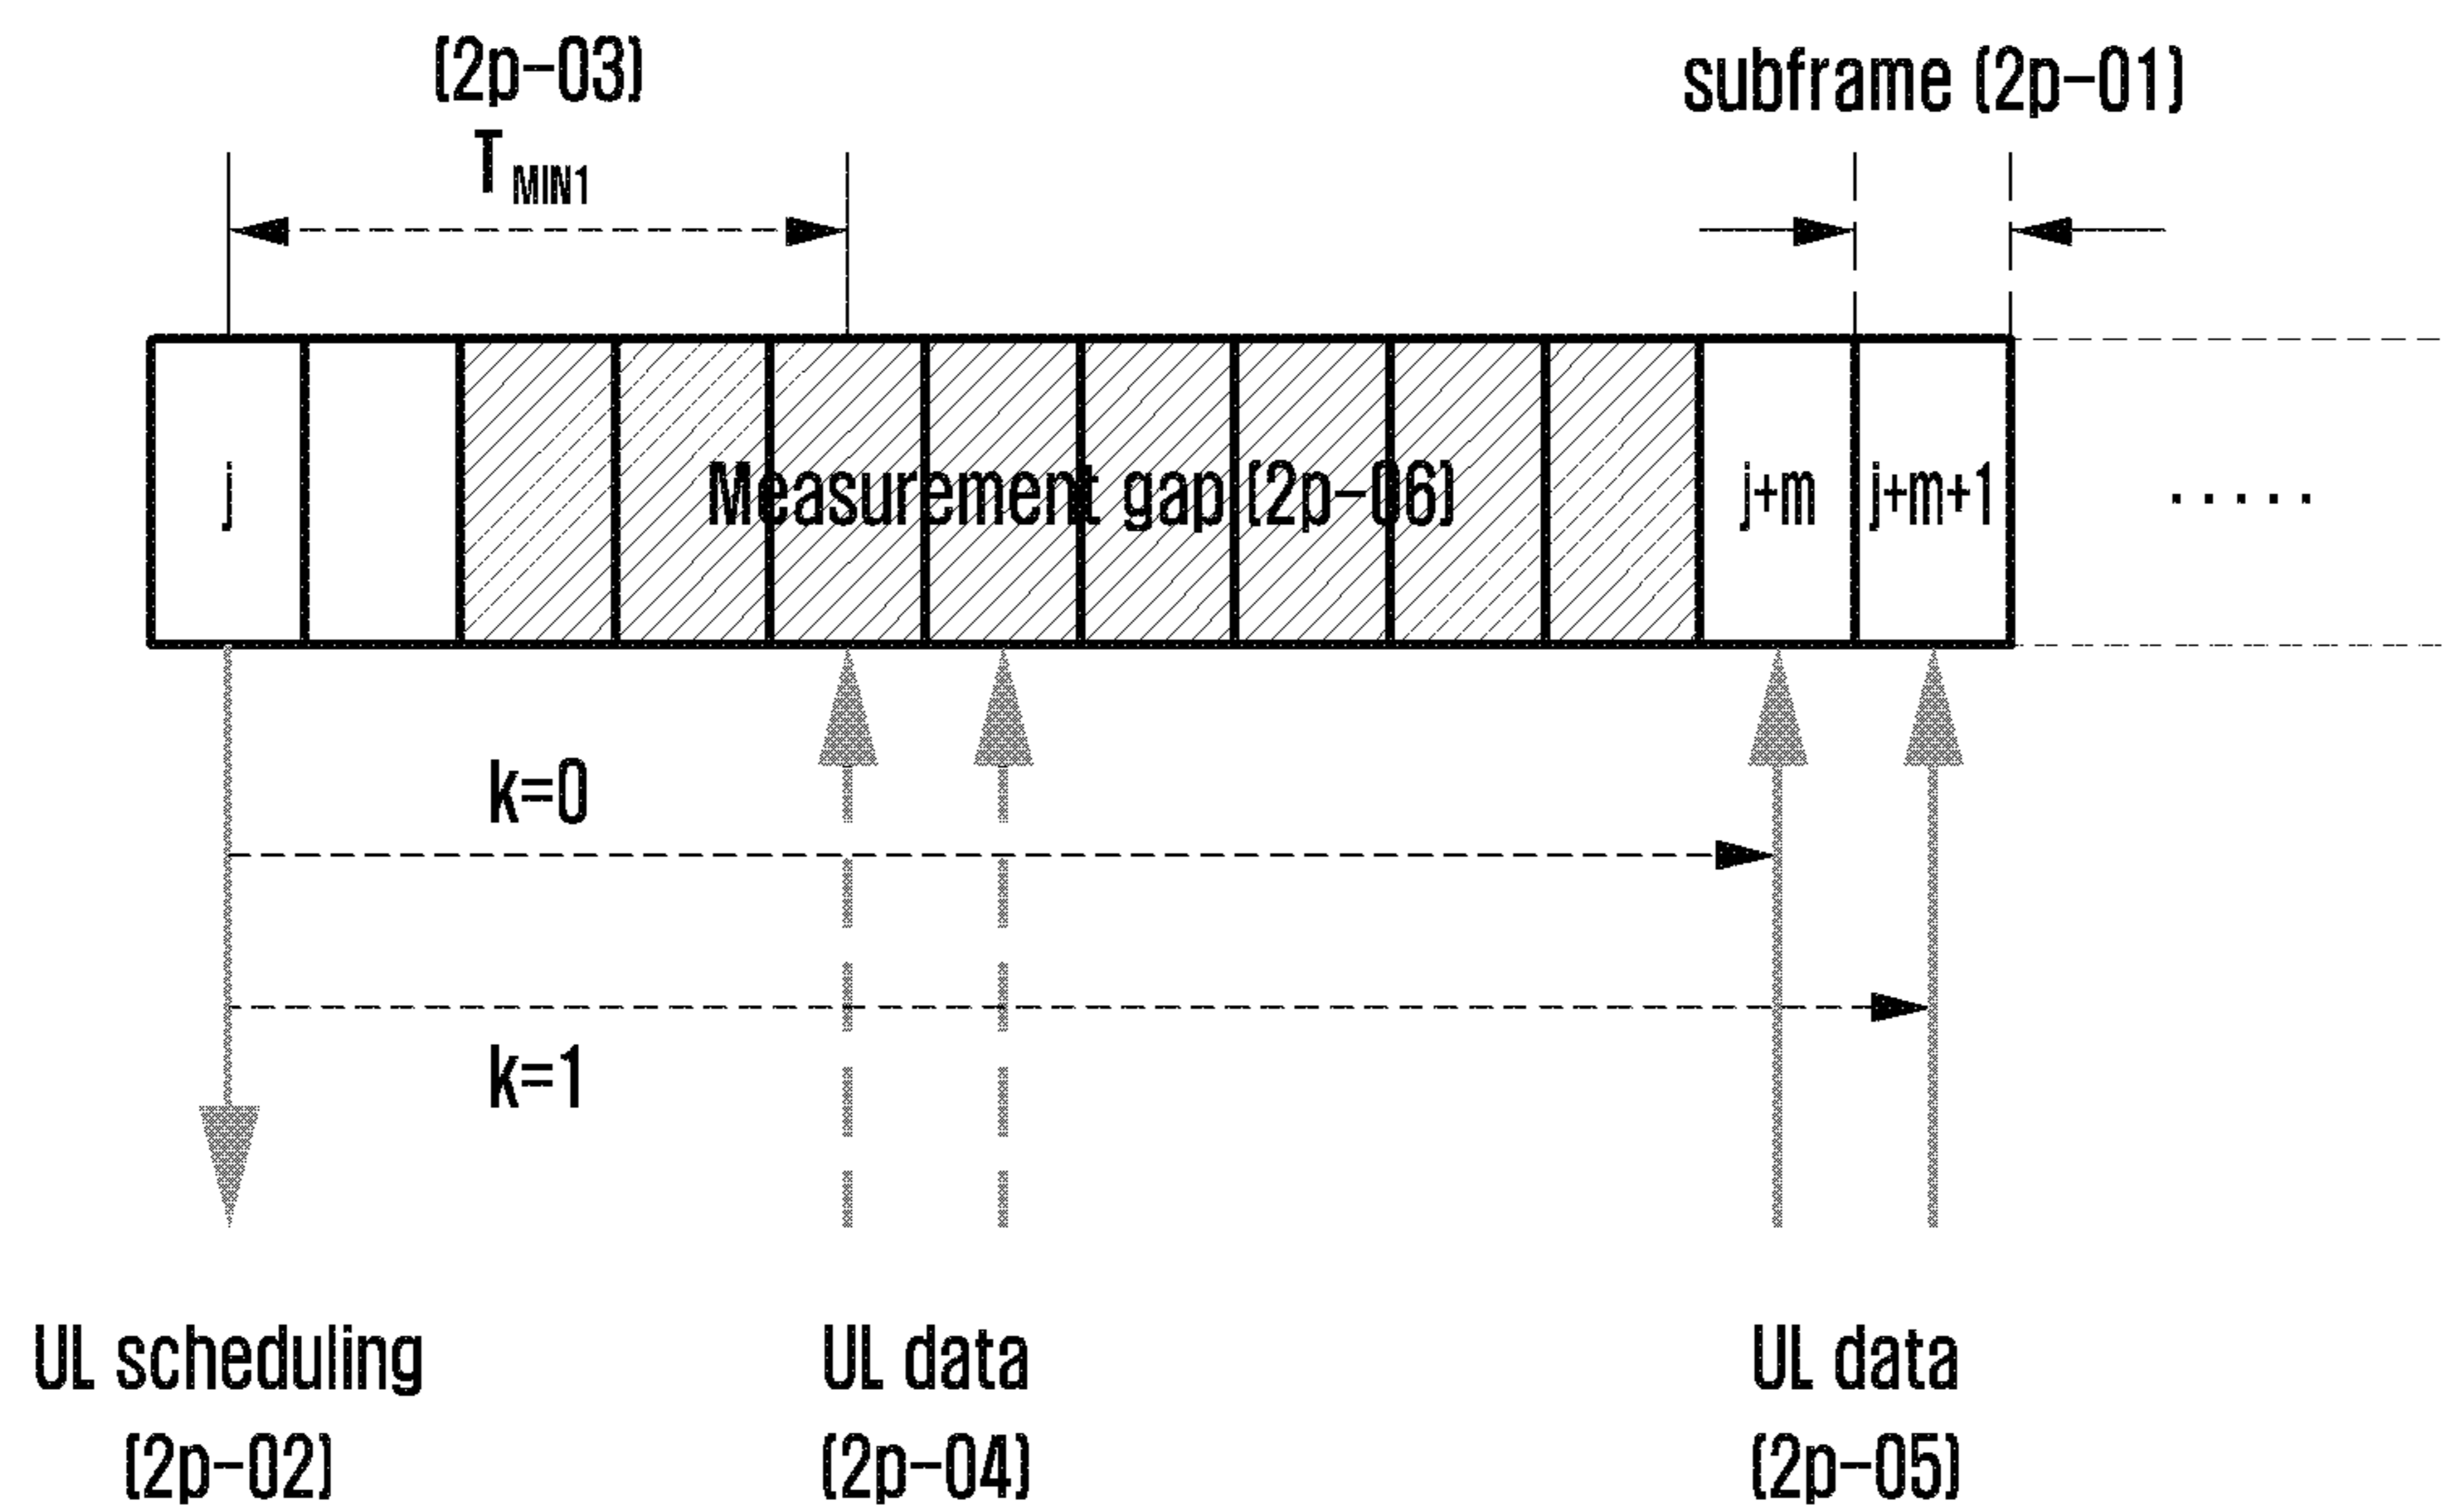 (2p-03)
T MIN1
subframe (2p-01)
j
Measurement gap (2p-06)
j+m
j+m+1
.....
k=0
k=1
UL scheduling
(2p-02)
UL data
(2p-04)
UL data
(2p-05)